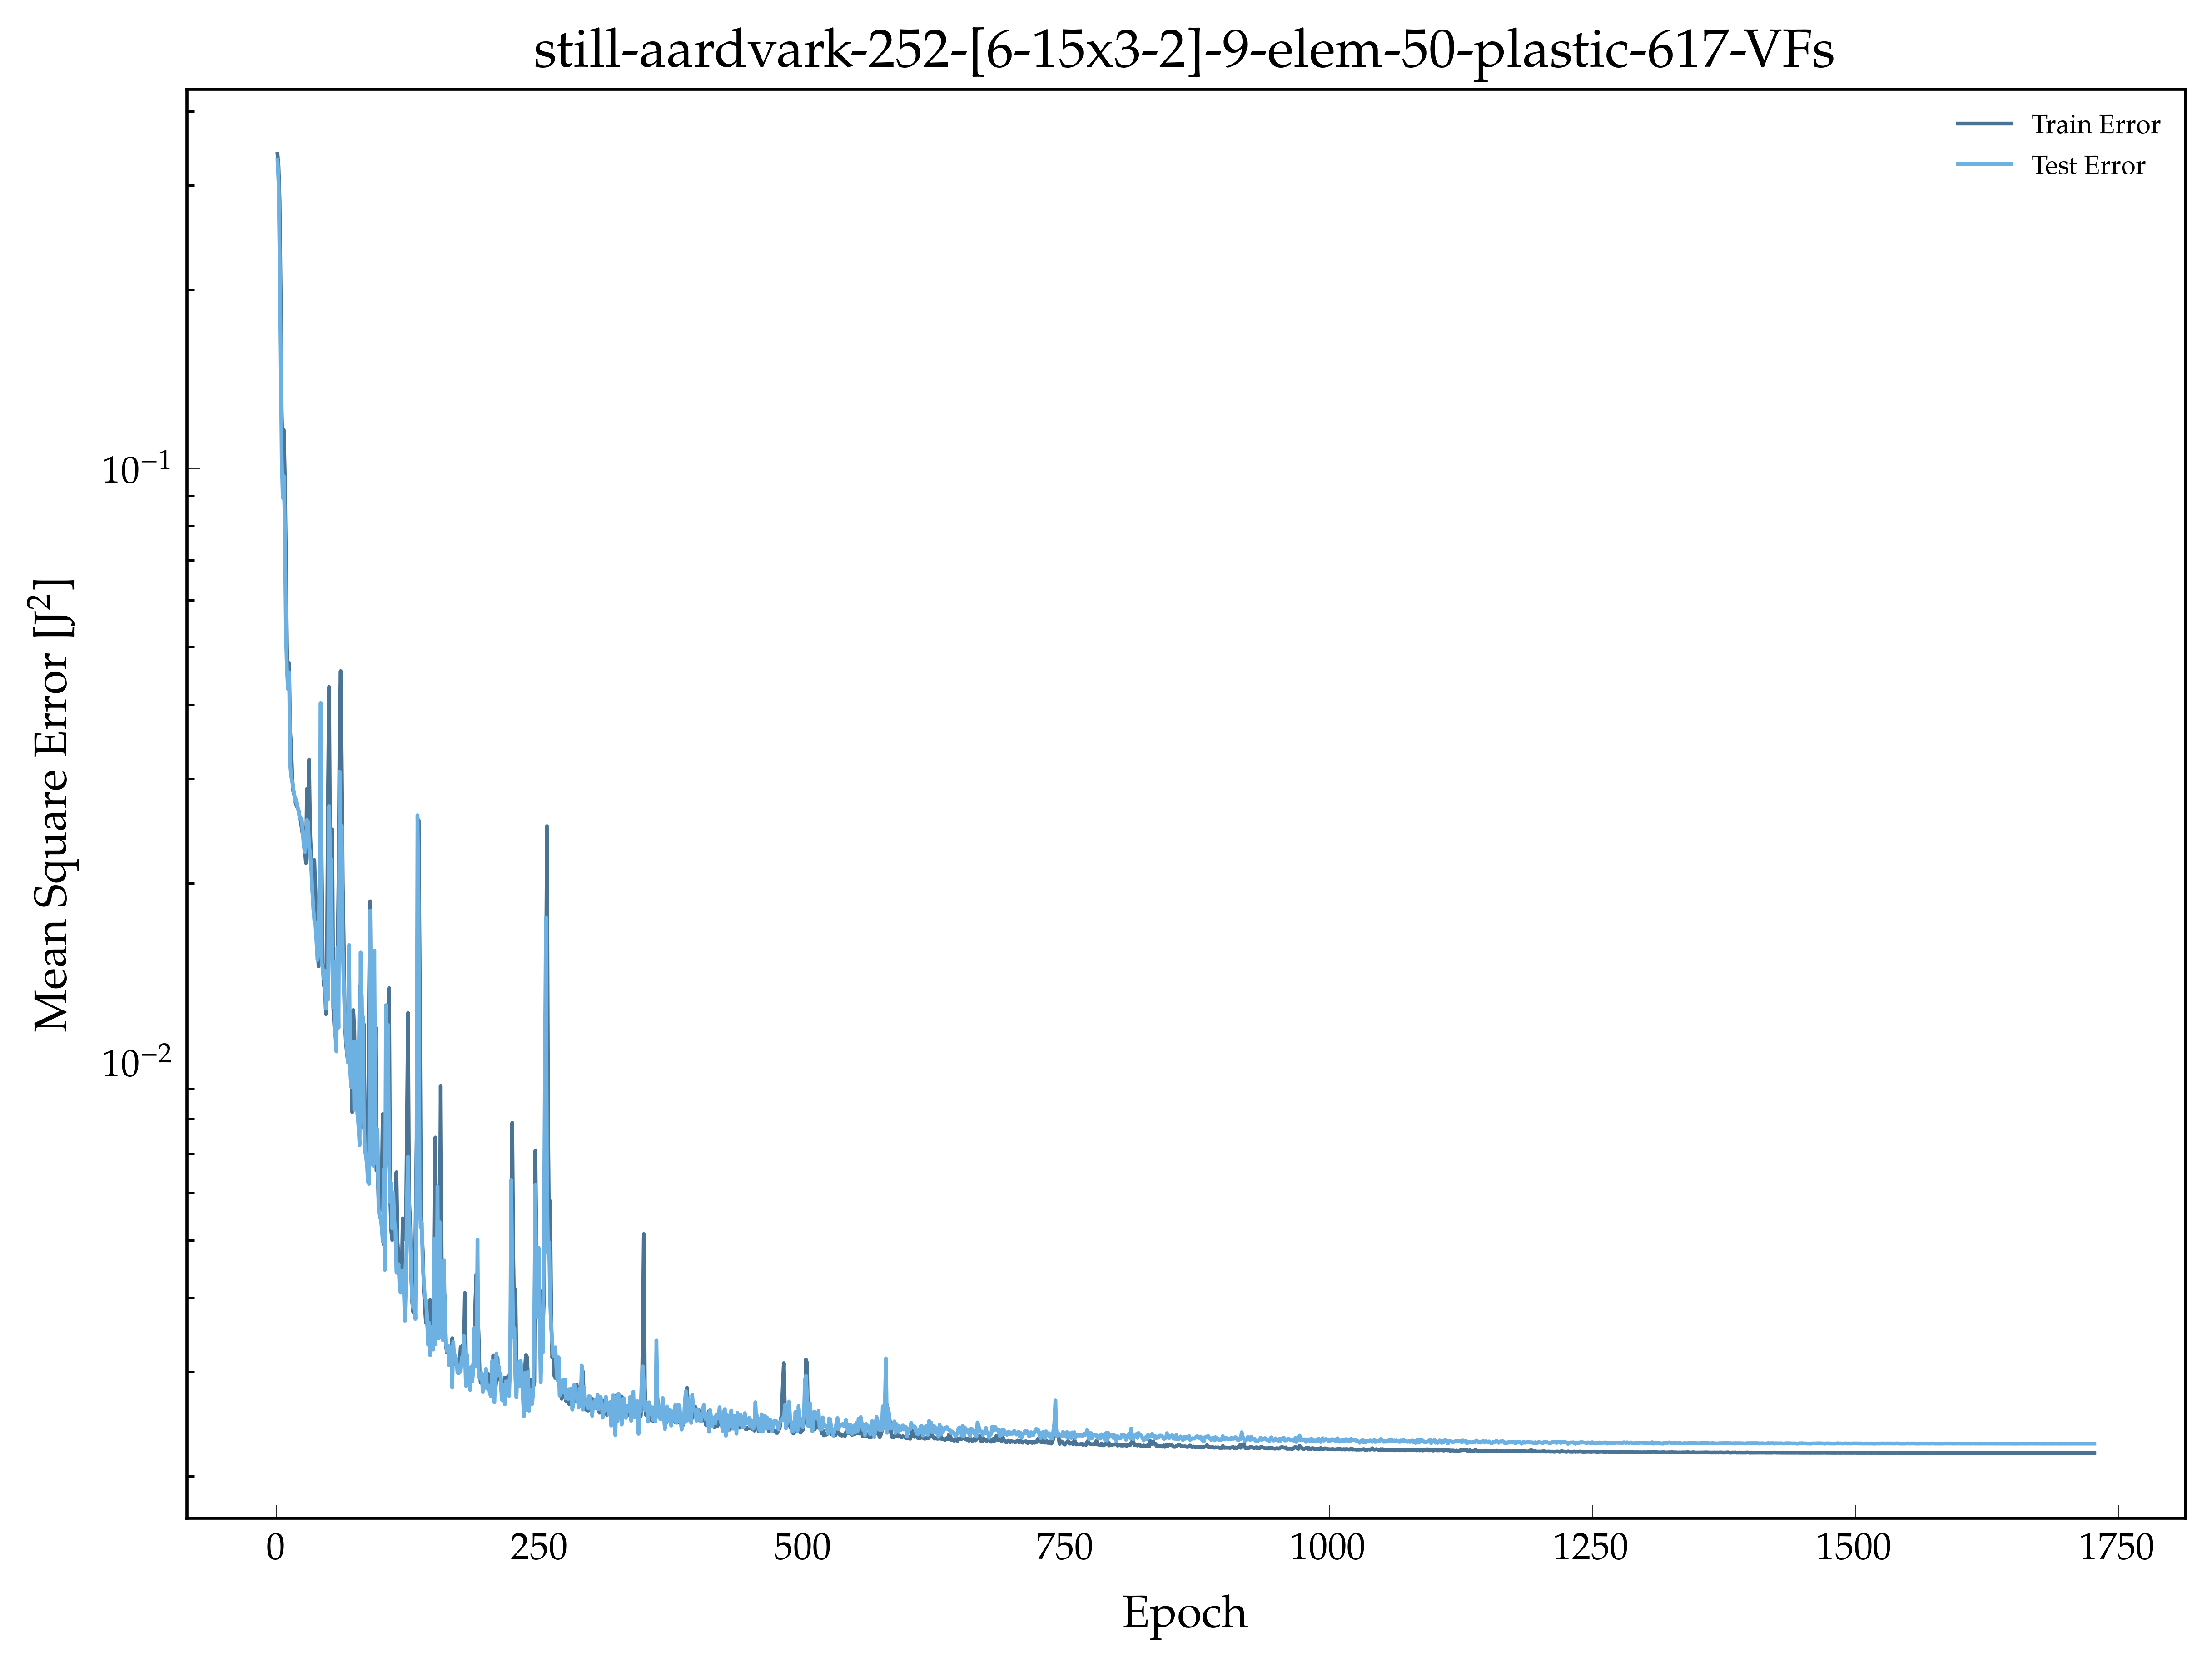 still-aardvark-252-[6-15x3-2]-9-elem-50-plastic-617-VFs
Train Error
Test Error
Mean Square Error [J²]
10⁻¹
10⁻²
0 250 500 750 1000 1250 1500 1750
Epoch